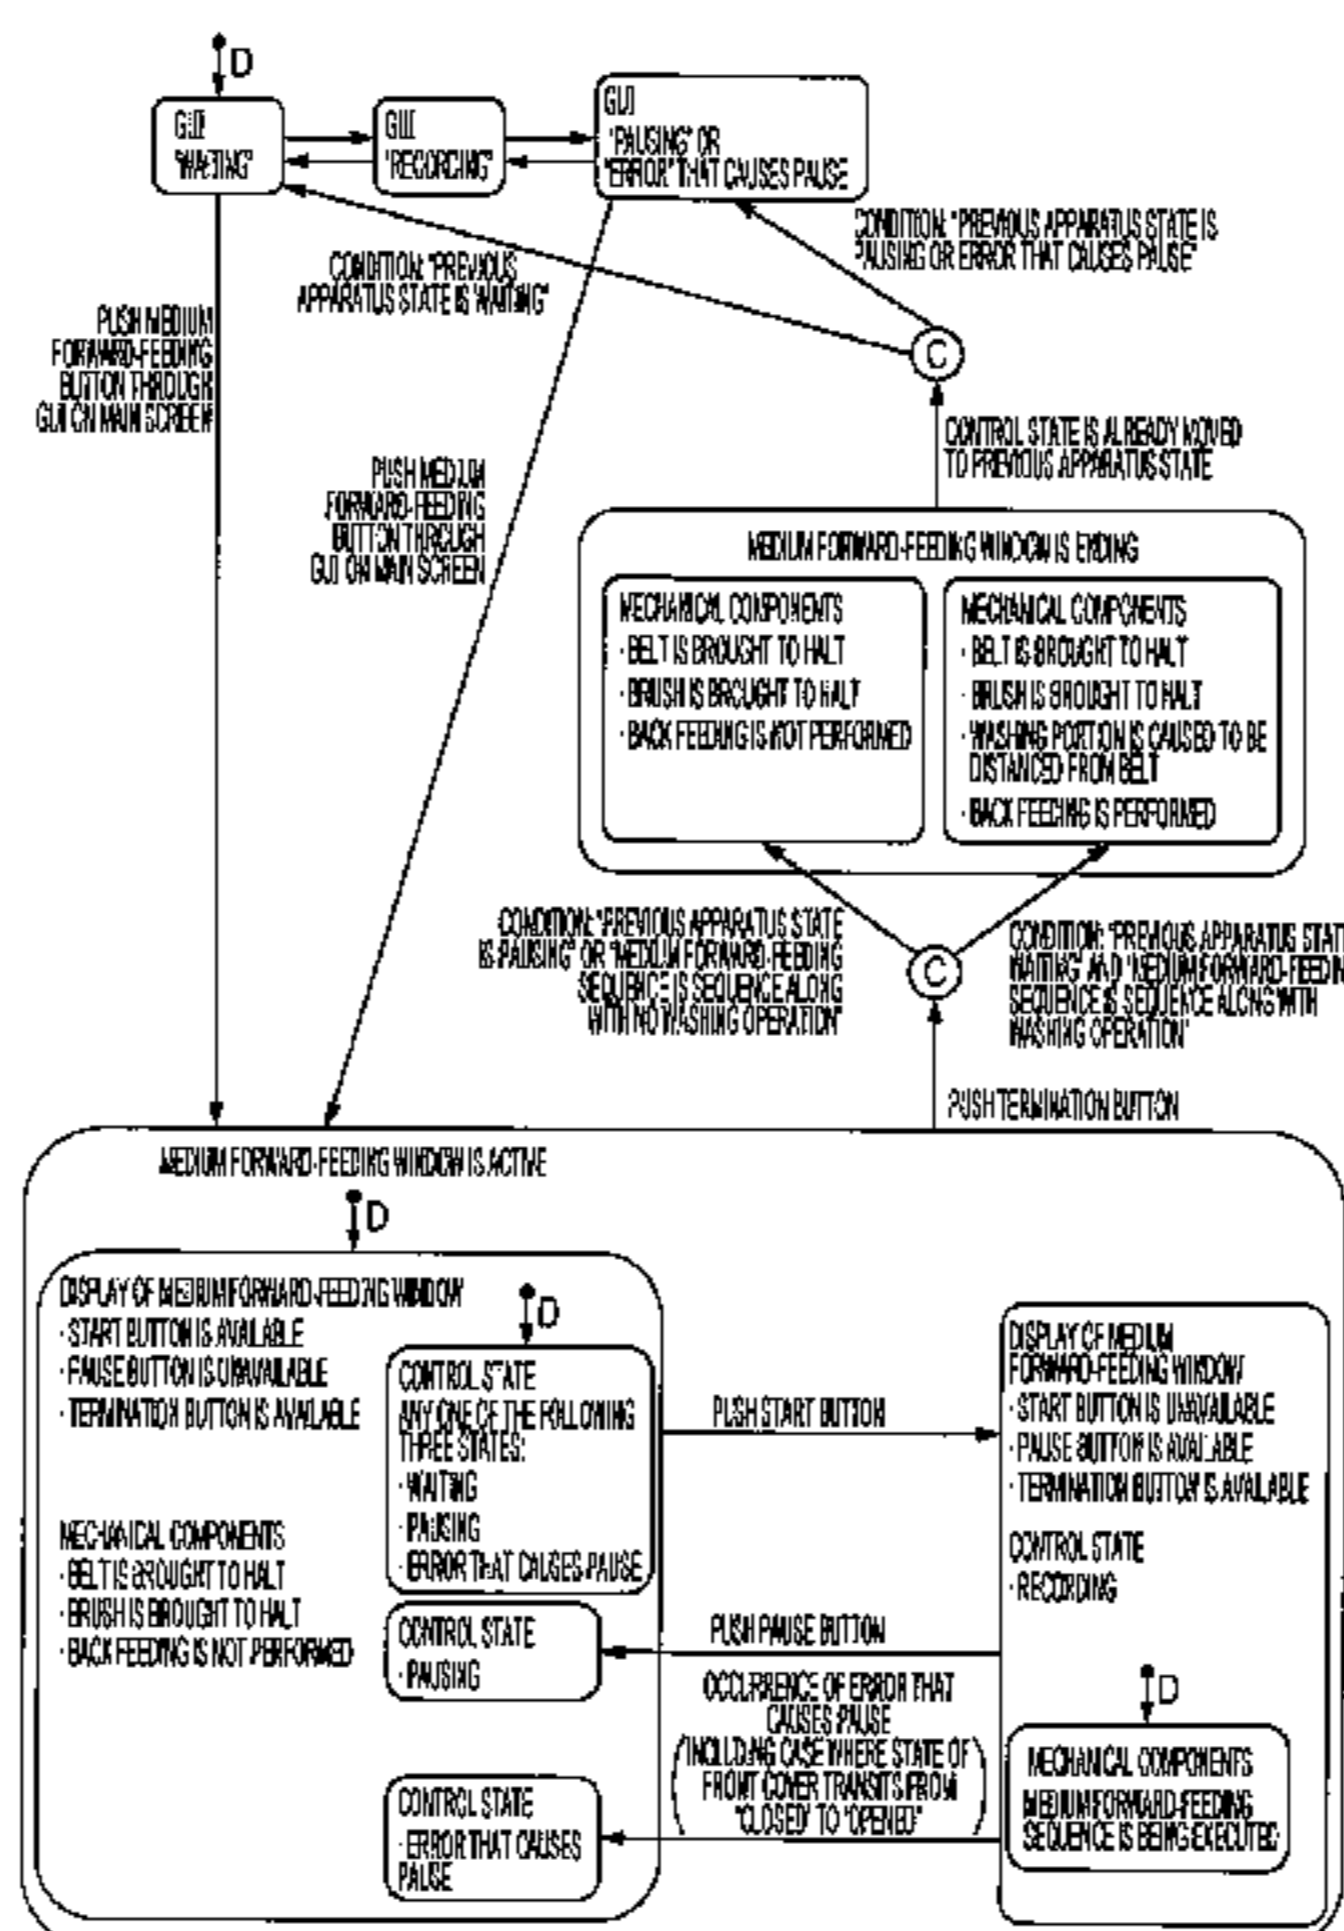 D
GUI
"WAITING"
GUI
"RECORDING"
GUI
"PAUSING" OR
"ERROR" THAT CAUSES PAUSE
CONDITION: "PREVIOUS APPARATUS STATE IS
PAUSING OR ERROR THAT CAUSES PAUSE"
CONDITION: "PREVIOUS
APPARATUS STATE IS WAITING"
C
PUSH MEDIUM
FORWARD-FEEDING
BUTTON THROUGH
GUI ON MAIN SCREEN
CONTROL STATE IS ALREADY MOVED
TO PREVIOUS APPARATUS STATE
PUSH MEDIUM
FORWARD-FEEDING
BUTTON THROUGH
GUI ON MAIN SCREEN
MEDIUM FORWARD-FEEDING WINDOW IS ENDING
MECHANICAL COMPONENTS
· BELT IS BROUGHT TO HALT
· BRUSH IS BROUGHT TO HALT
· BACK FEEDING IS NOT PERFORMED
MECHANICAL COMPONENTS
· BELT IS BROUGHT TO HALT
· BRUSH IS BROUGHT TO HALT
· WASHING PORTION IS CAUSED TO BE
DISTANCED FROM BELT
· BACK FEEDING IS PERFORMED
CONDITION: "PREVIOUS APPARATUS STATE
IS PAUSING" OR "MEDIUM FORWARD-FEEDING
SEQUENCE IS SEQUENCE ALONG
WITH NO WASHING OPERATION"
C
CONDITION: "PREVIOUS APPARATUS STAT
WAITING" AND "MEDIUM FORWARD-FEEDIN
SEQUENCE IS SEQUENCE ALONG WITH
WASHING OPERATION"
PUSH TERMINATION BUTTON
MEDIUM FORWARD-FEEDING WINDOW IS ACTIVE
D
DISPLAY OF MEDIUM FORWARD-FEEDING WINDOW
· START BUTTON IS AVAILABLE
· PAUSE BUTTON IS UNAVAILABLE
· TERMINATION BUTTON IS AVAILABLE
MECHANICAL COMPONENTS
· BELT IS BROUGHT TO HALT
· BRUSH IS BROUGHT TO HALT
· BACK FEEDING IS NOT PERFORMED
D
CONTROL STATE
ANY ONE OF THE FOLLOWING
THREE STATES:
· WAITING
· PAUSING
· ERROR THAT CAUSES PAUSE
CONTROL STATE
· PAUSING
CONTROL STATE
· ERROR THAT CAUSES
PAUSE
PUSH START BUTTON
PUSH PAUSE BUTTON
OCCURRENCE OF ERROR THAT
CAUSES PAUSE
(INCLUDING CASE WHERE STATE OF
FRONT COVER TRANSITS FROM
"CLOSED" TO "OPENED")
DISPLAY OF MEDIUM
FORWARD-FEEDING WINDOW
· START BUTTON IS UNAVAILABLE
· PAUSE BUTTON IS AVAILABLE
· TERMINATION BUTTON IS AVAILABLE
CONTROL STATE
· RECORDING
D
MECHANICAL COMPONENTS
MEDIUM FORWARD-FEEDING
SEQUENCE IS BEING EXECUTED